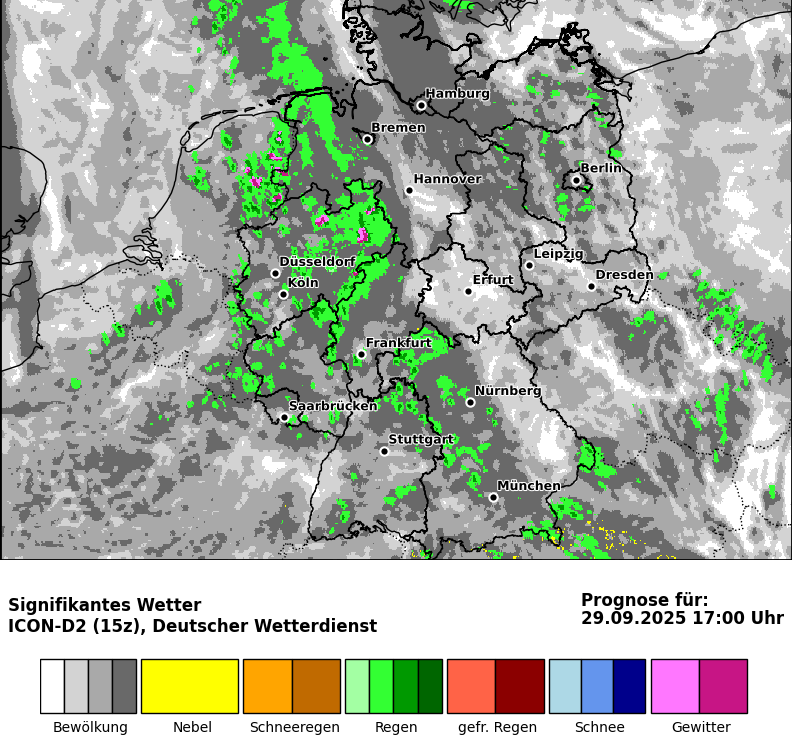 Hamburg
Bremen
Berlin
Hannover
Leipzig
Düsseldorf
Dresden
Erfurt
Köln
Frankfurt
Nürnberg
Saarbrücken
Stuttgart
München
Signifikantes Wetter
ICON-D2 (15z), Deutscher Wetterdienst
Prognose für:
29.09.2025 17:00 Uhr
Bewölkung Nebel Schneeregen Regen gefr. Regen Schnee Gewitter